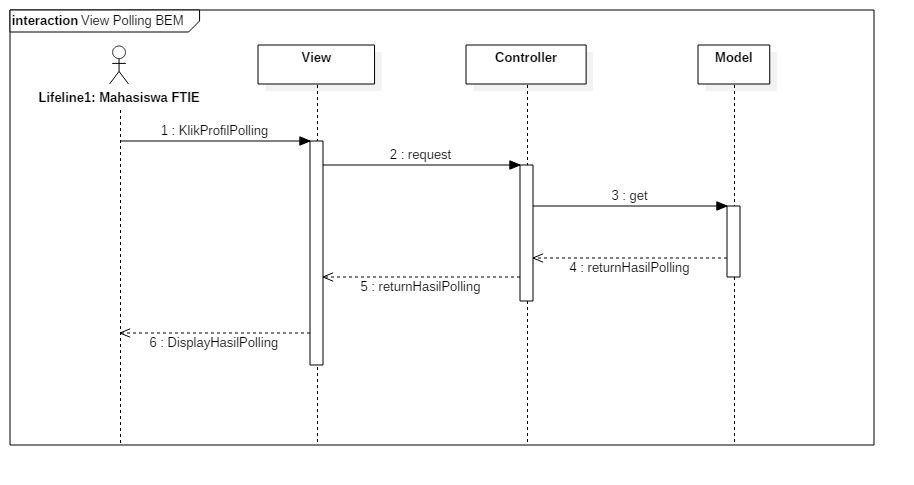 interaction View Polling BEM
View
Controller
Model
Lifeline1: Mahasiswa FTIE
1 : KlikProfilPolling
2 : request
3 : get
4 : returnHasilPolling
5 : returnHasilPolling
6 : DisplayHasilPolling